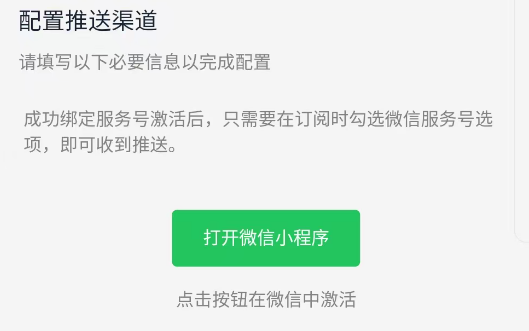 配置推送渠道
请填写以下必要信息以完成配置
成功绑定服务号激活后，只需要在订阅时勾选微信服务号选
项，即可收到推送。
打开微信小程序
点击按钮在微信中激活